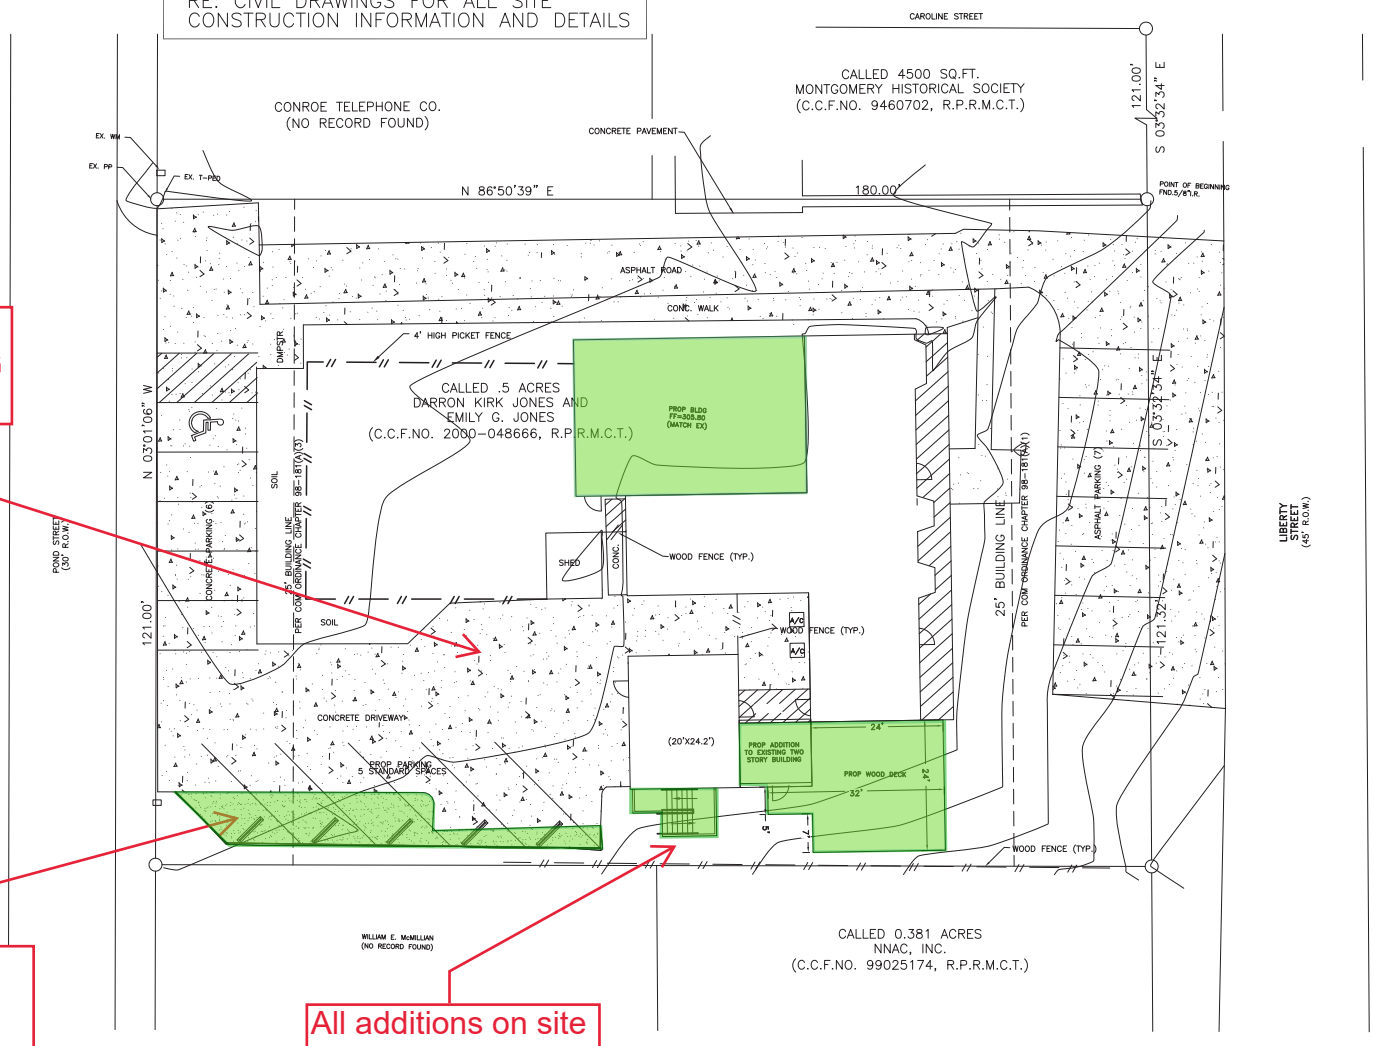 RE: CIVIL DRAWINGS FOR ALL SITE
CONSTRUCTION INFORMATION AND DETAILS
CAROLINE STREET
CALLED 4500 SQ.FT.
MONTGOMERY HISTORICAL SOCIETY
(C.C.F.NO. 9460702, R.P.R.M.C.T.)
121.00'
S 03°32'34" E
CONROE TELEPHONE CO.
(NO RECORD FOUND)
CONCRETE PAVEMENT
EX. WM
EX. PP
EX. T-PED
N 86°50'39" E
180.00'
POINT OF BEGINNING
FND.5/8"I.R.
ASPHALT ROAD
CONC. WALK
DMPSTR.
4' HIGH PICKET FENCE
CALLED .5 ACRES
DARRON KIRK JONES AND
EMILY G. JONES
(C.C.F.NO. 2000-048666, R.P.R.M.C.T.)
PROP BLDG
FF=305.80
(MATCH EX)
N 03°01'06" W
121.00'
S 03°32'34" E
121.32'
SOIL
25' BUILDING LINE
PER COM ORDINANCE CHAPTER 98-181(A)(3)
CONCRETE PARKING (6)
POND STREET
(30' R.O.W.)
25' BUILDING LINE
PER COM ORDINANCE CHAPTER 98-181(A)(1)
ASPHALT PARKING (7)
LIBERTY
STREET
(45' R.O.W.)
SHED
CONC.
WOOD FENCE (TYP.)
SOIL
A/C
WOOD FENCE (TYP.)
A/C
CONCRETE DRIVEWAY
(20'X24.2')
24'
PROP ADDITION
TO EXISTING TWO
STORY BUILDING
PROP WOOD DECK
24'
32'
PROP PARKING
5 STANDARD SPACES
5'
7'
WOOD FENCE (TYP.)
WILLIAM E. McMILLIAN
(NO RECORD FOUND)
CALLED 0.381 ACRES
NNAC, INC.
(C.C.F.NO. 99025174, R.P.R.M.C.T.)
All additions on site